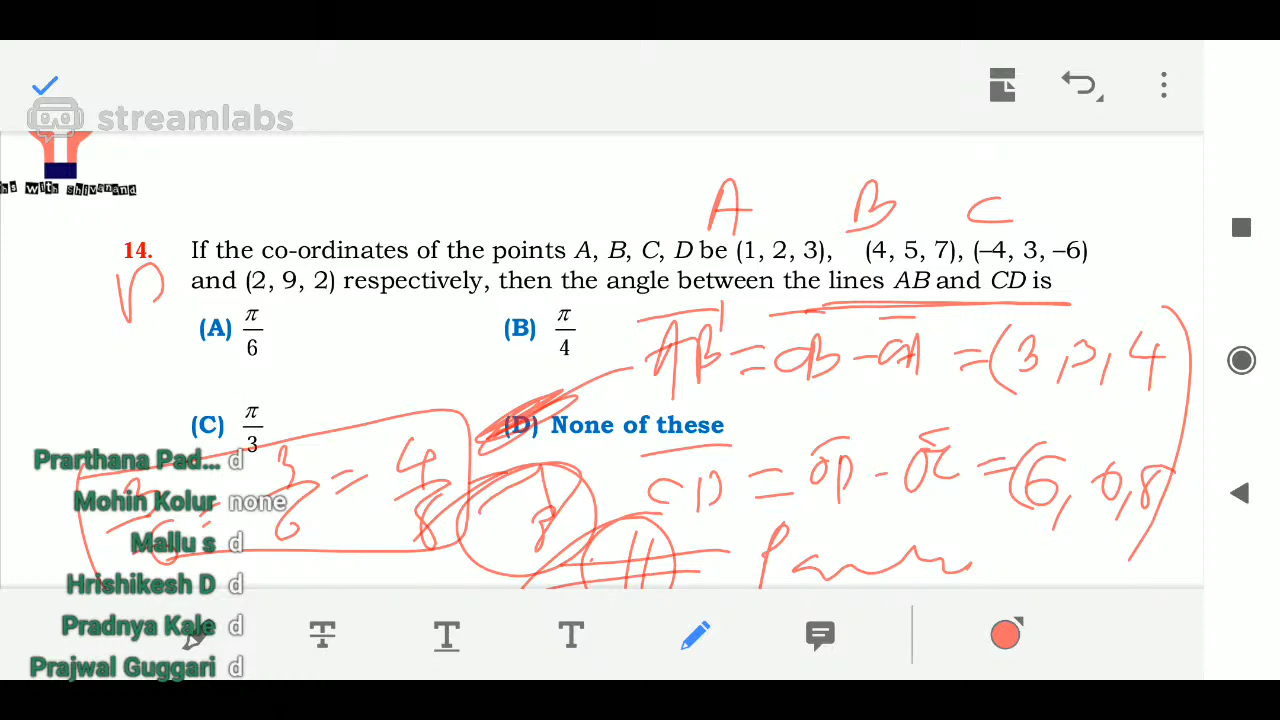 streamlabs
hs with shivanand
A B C
14. If the co-ordinates of the points A, B, C, D be (1, 2, 3), (4, 5, 7), (–4, 3, –6)
D and (2, 9, 2) respectively, then the angle between the lines AB and CD is
(A) π/6 (B) π/4
AB = OB - OA = (3, 3, 4
(C) π/3 (D) None of these
CD = OD - OC = (6, 6, 8)
3/6 = 3/6 = 4/8
Prarthana Pad... d
Mohin Kolur none
Mallu s d
Hrishikesh D d
Pradnya Kale d
Prajwal Guggari d
T T T